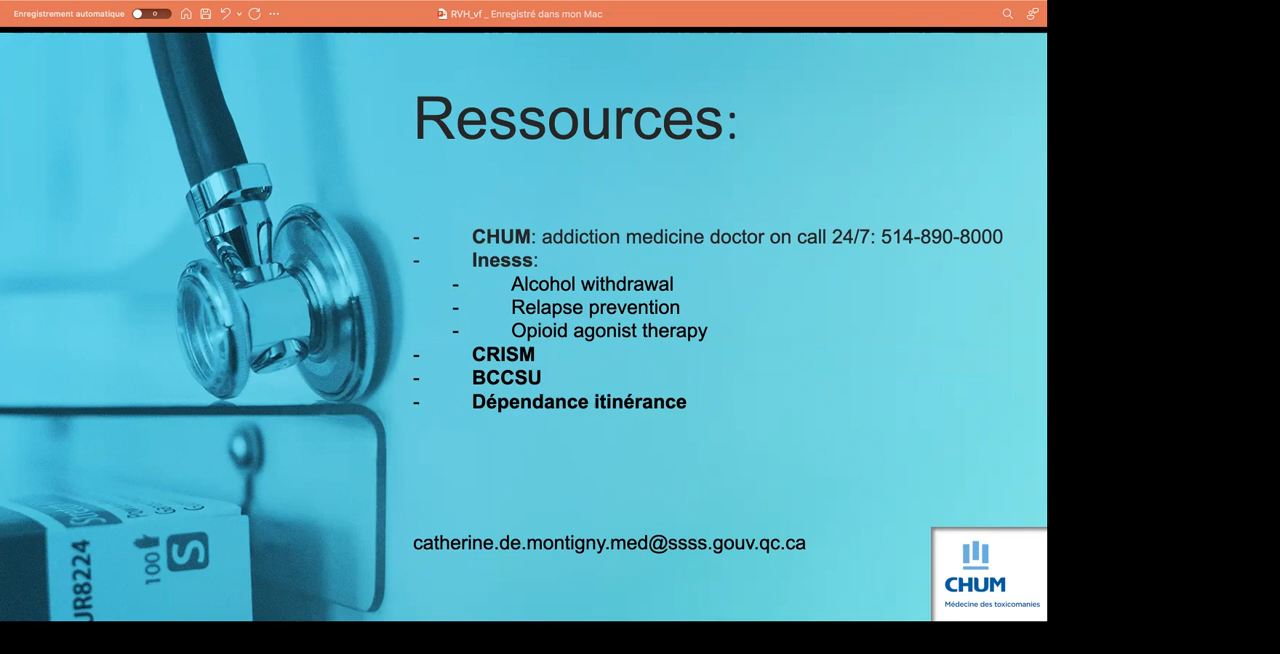 Enregistrement automatique
RVH_vf _ Enregistré dans mon Mac
Ressources:
- CHUM: addiction medicine doctor on call 24/7: 514-890-8000
- Inesss:
- Alcohol withdrawal
- Relapse prevention
- Opioid agonist therapy
- CRISM
- BCCSU
- Dépendance itinérance
catherine.de.montigny.med@ssss.gouv.qc.ca
UR8224
100
S
CHUM
Médecine des toxicomanies